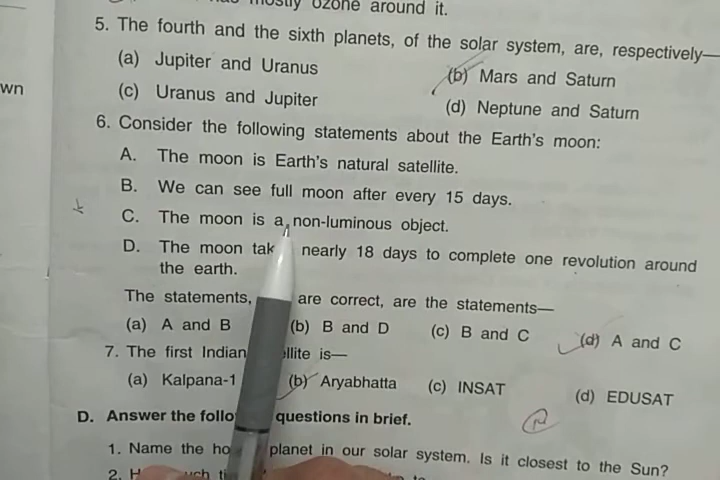 mostly ozone around it.
5. The fourth and the sixth planets, of the solar system, are, respectively—
(a) Jupiter and Uranus (b) Mars and Saturn
(c) Uranus and Jupiter (d) Neptune and Saturn
wn
6. Consider the following statements about the Earth's moon:
A. The moon is Earth's natural satellite.
B. We can see full moon after every 15 days.
C. The moon is a non-luminous object.
D. The moon tak nearly 18 days to complete one revolution around
the earth.
The statements, are correct, are the statements—
(a) A and B (b) B and D (c) B and C (d) A and C
7. The first Indian llite is—
(a) Kalpana-1 (b) Aryabhatta (c) INSAT (d) EDUSAT
D. Answer the follo questions in brief.
1. Name the ho planet in our solar system. Is it closest to the Sun?
2.